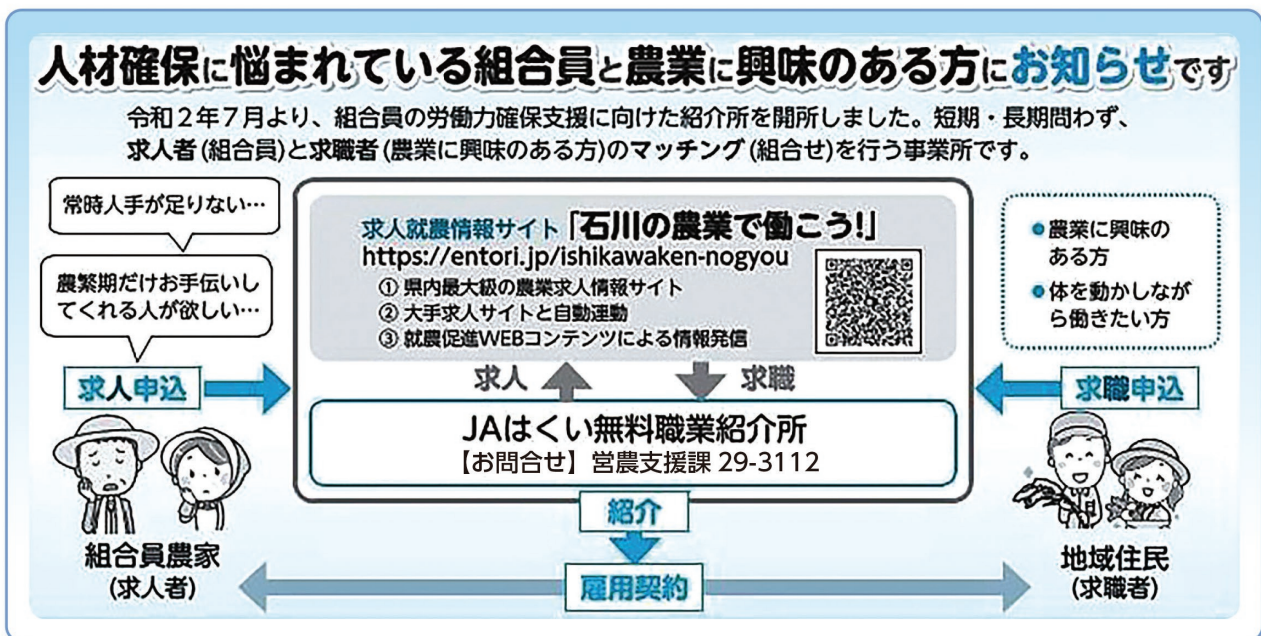 人材確保に悩まれている組合員と農業に興味のある方にお知らせです
令和2年7月より、組合員の労働力確保支援に向けた紹介所を開所しました。短期・長期問わず、
求人者(組合員)と求職者(農業に興味のある方)のマッチング(組合せ)を行う事業所です。
常時人手が足りない…
農繁期だけお手伝いし
てくれる人が欲しい…
求人申込
組合員農家
(求人者)
求人就農情報サイト「石川の農業で働こう!」
https://entori.jp/ishikawaken-nogyou
① 県内最大級の農業求人情報サイト
② 大手求人サイトと自動運動
③ 就農促進WEBコンテンツによる情報発信
求人
求職
JAはくい無料職業紹介所
【お問合せ】営農支援課 29-3112
紹介
雇用契約
●農業に興味の
ある方
●体を動かしなが
ら働きたい方
求職申込
地域住民
(求職者)